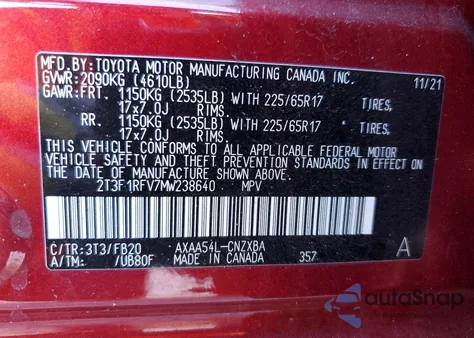 MFD.BY: TOYOTA MOTOR MANUFACTURING CANADA INC.
GVWR: 2090KG (4610LB) 11/21
GAWR:FRT. 1150KG (2535LB) WITH 225/65R17 TIRES,
17x7.0J RIMS,
RR. 1150KG (2535LB) WITH 225/65R17 TIRES,
17x7.0J RIMS.
THIS VEHICLE CONFORMS TO ALL APPLICABLE FEDERAL MOTOR
VEHICLE SAFETY AND THEFT PREVENTION STANDARDS IN EFFECT ON
THE DATE OF MANUFACTURE SHOWN ABOVE.
2T3F1RFV7MW238640 MPV
C/TR:3T3/FB20 AXAA54L-CNZXBA
A/TM: /UB80F MADE IN CANADA 357 A
autoSnap